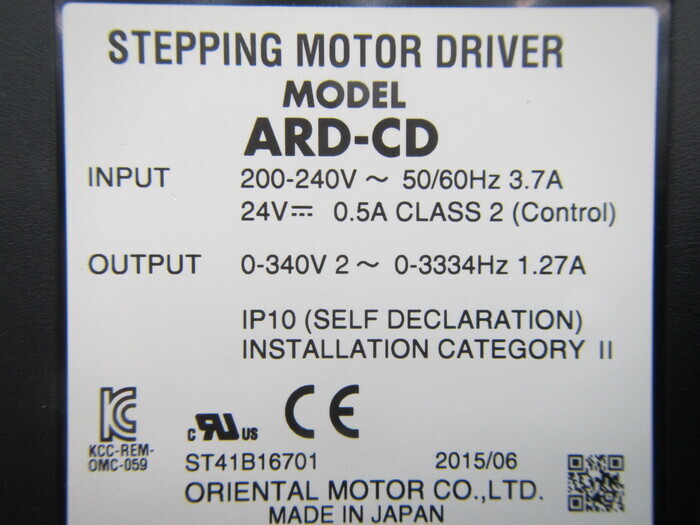 STEPPING MOTOR DRIVER
MODEL
ARD-CD
INPUT 200-240V ~ 50/60Hz 3.7A
24V⎓ 0.5A CLASS 2 (Control)
OUTPUT 0-340V 2 ~ 0-3334Hz 1.27A
IP10 (SELF DECLARATION)
INSTALLATION CATEGORY II
KC
c RU us
CE
KCC-REM-
OMC-059
ST41B16701 2015/06
ORIENTAL MOTOR CO.,LTD.
MADE IN JAPAN